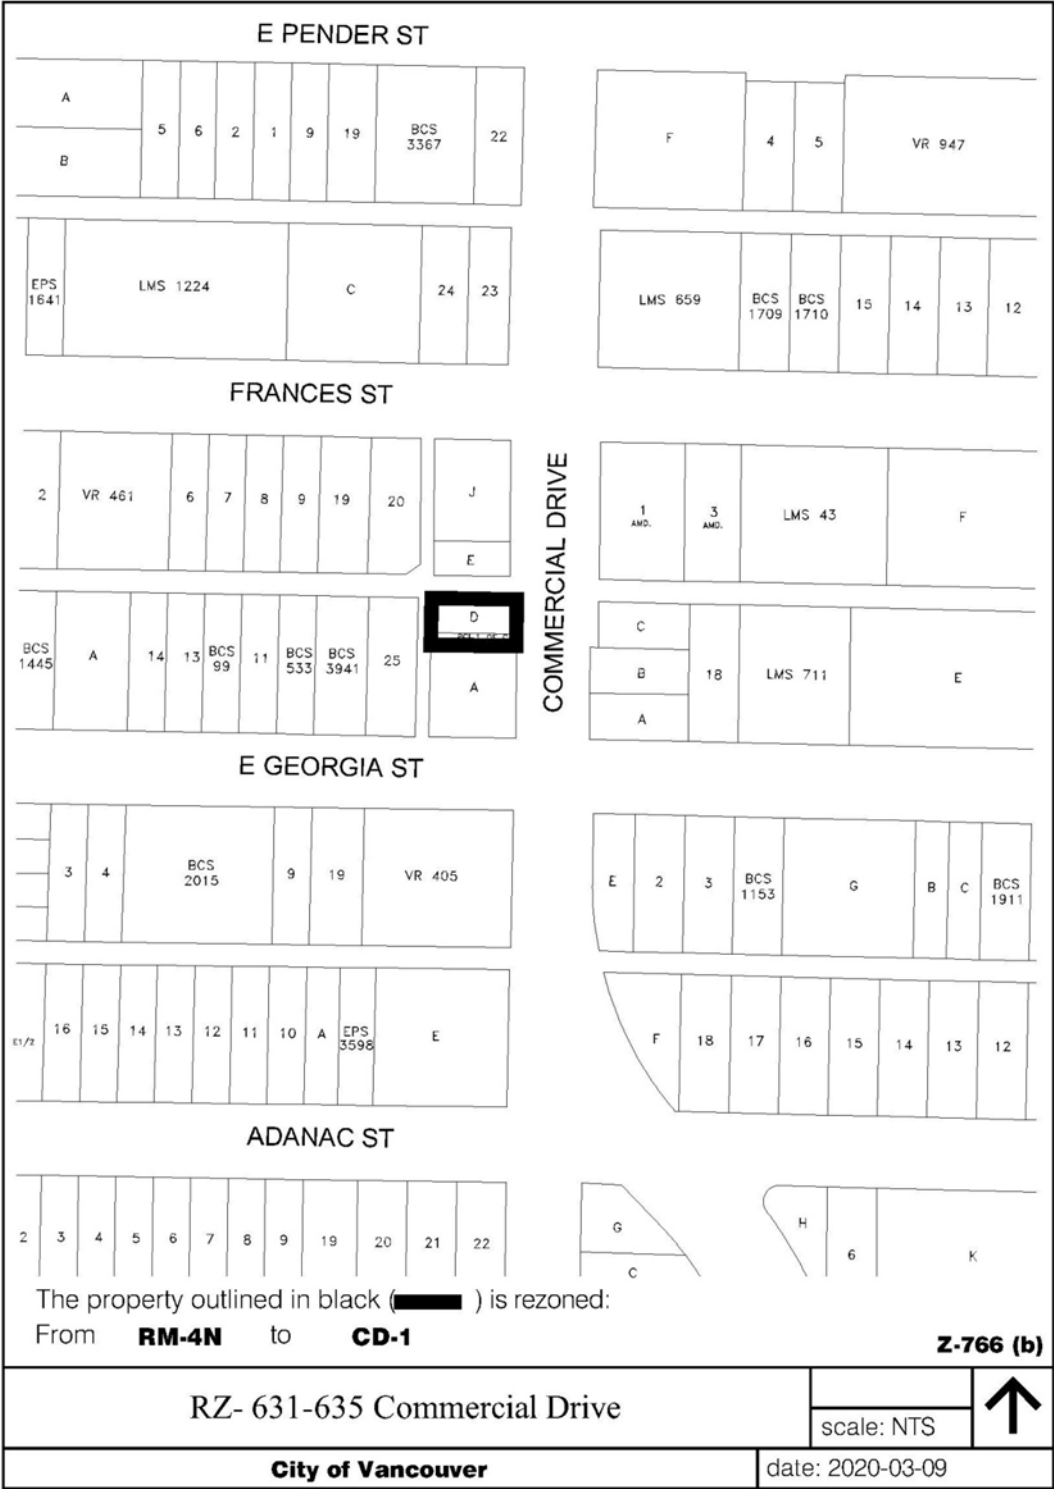 E PENDER ST
A
B
5
6
2
1
9
19
BCS
3367
22
F
4
5
VR 947
EPS
1641
LMS 1224
C
24
23
LMS 659
BCS
1709
BCS
1710
15
14
13
12
FRANCES ST
2
VR 461
6
7
8
9
19
20
J
E
COMMERCIAL DRIVE
1
AMD.
3
AMD.
LMS 43
F
BCS
1445
A
14
13
BCS
99
11
BCS
533
BCS
3941
25
D
A
C
B
A
18
LMS 711
E
E GEORGIA ST
3
4
BCS
2015
9
19
VR 405
E
2
3
BCS
1153
G
B
C
BCS
1911
E1/2
16
15
14
13
12
11
10
A
EPS
3598
E
F
18
17
16
15
14
13
12
ADANAC ST
2
3
4
5
6
7
8
9
19
20
21
22
G
C
H
6
K
The property outlined in black ( ) is rezoned:
From RM-4N to CD-1
Z-766 (b)
RZ- 631-635 Commercial Drive
scale: NTS
City of Vancouver
date: 2020-03-09